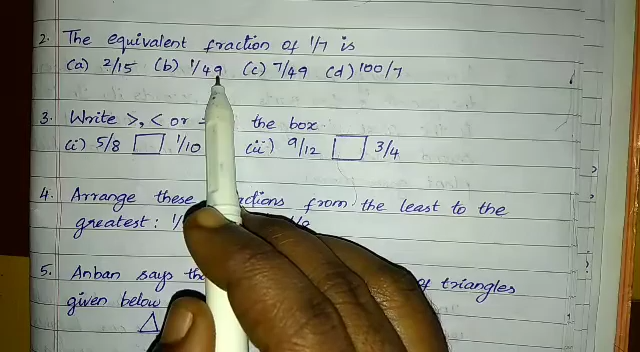 2. The equivalent fraction of 1/7 is
(a) 2/15 (b) 1/49 (c) 7/49 (d) 100/7
3. Write >, < or the box.
(i) 5/8 1/10 (ii) 9/12 3/4
4. Arrange these from the least to the
greatest:
5. Anban says of triangles
given below